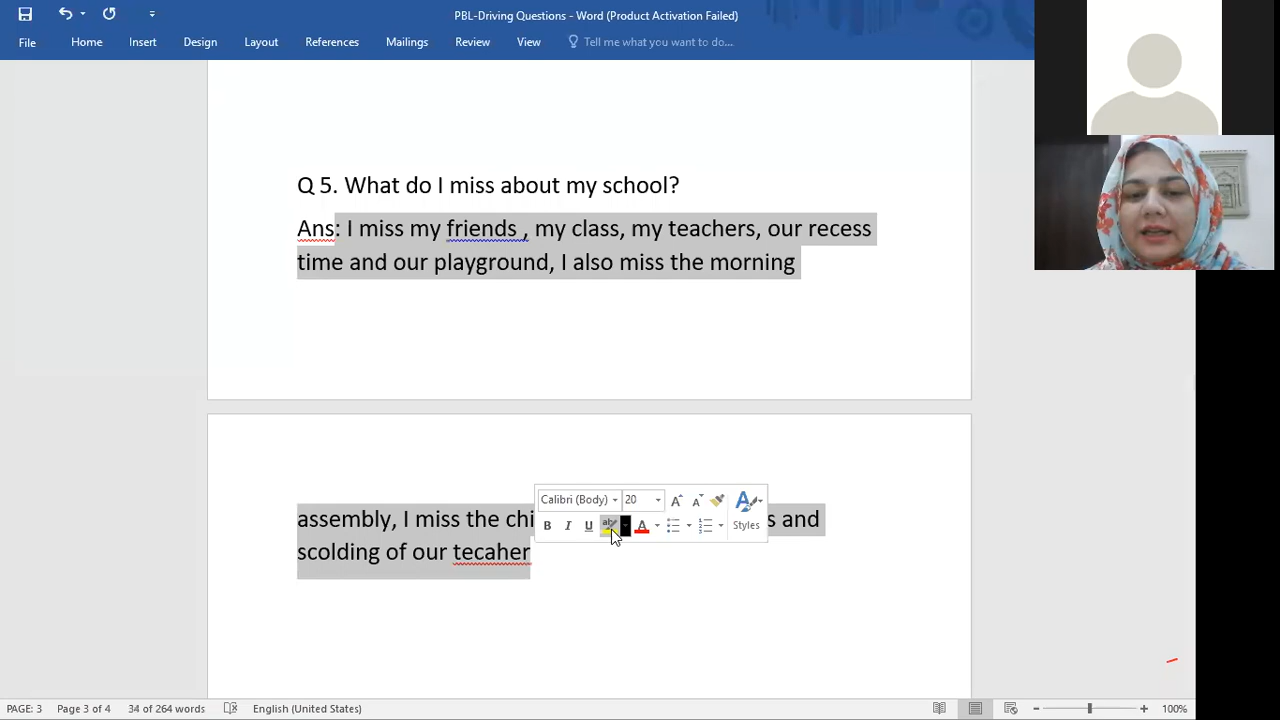 PBL-Driving Questions - Word (Product Activation Failed)
File Home Insert Design Layout References Mailings Review View Tell me what you want to do...
Q 5. What do I miss about my school?
Ans: I miss my friends , my class, my teachers, our recess
time and our playground, I also miss the morning
Calibri (Body) 20
B I U A Styles
assembly, I miss the and
scolding of our tecaher
PAGE: 3 Page 3 of 4 34 of 264 words English (United States) 100%